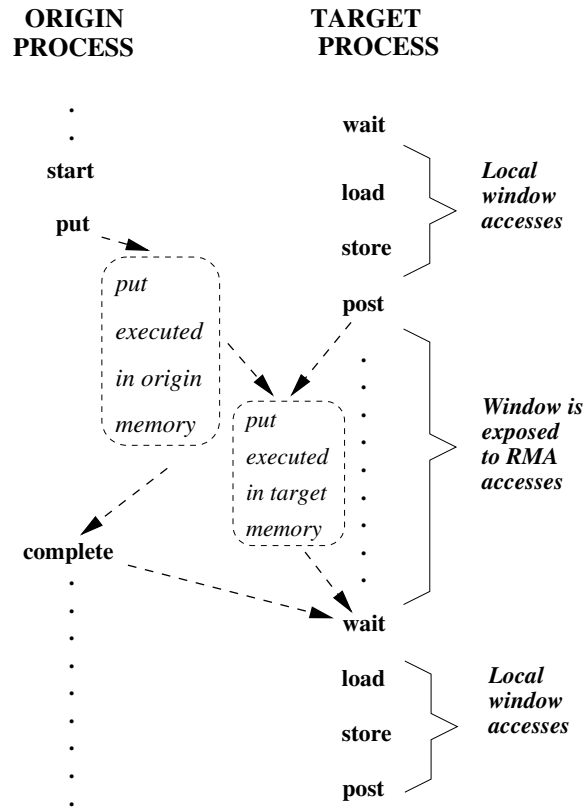 ORIGIN
PROCESS
TARGET
PROCESS
wait
start
load
Local
window
accesses
put
store
put
executed
in origin
memory
post
put
executed
in target
memory
Window is
exposed
to RMA
accesses
complete
wait
load
store
post
Local
window
accesses